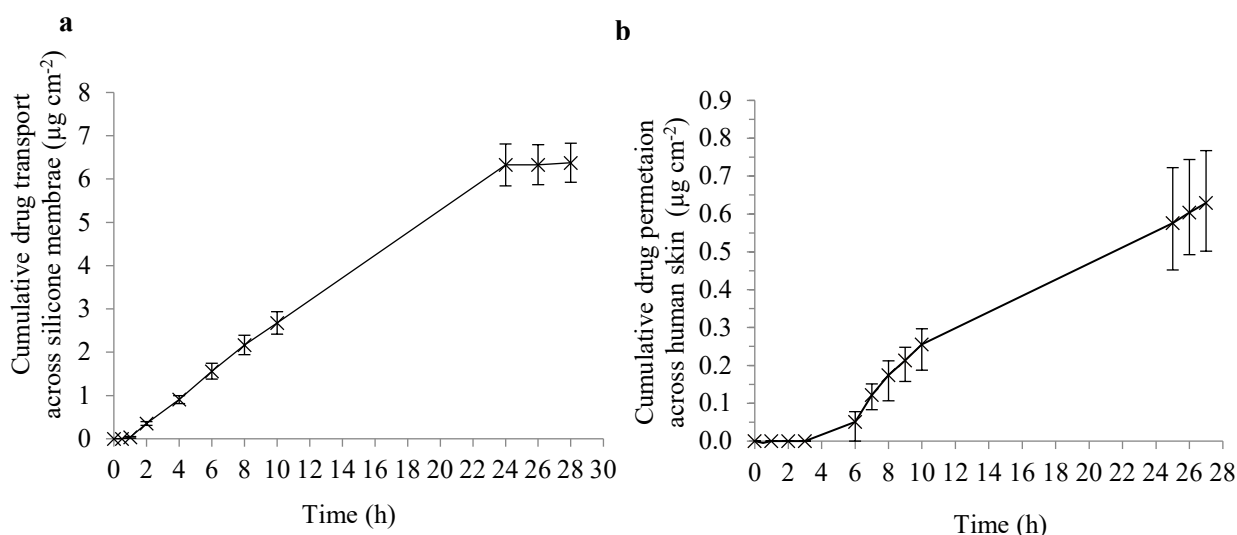 a
Cumulative drug transport
across silicone membrae (µg cm-2)
8
7
6
5
4
3
2
1
0
0 2 4 6 8 10 12 14 16 18 20 22 24 26 28 30
Time (h)
b
Cumulative drug permetaion
across human skin (µg cm-2)
0.9
0.8
0.7
0.6
0.5
0.4
0.3
0.2
0.1
0.0
0 2 4 6 8 10 12 14 16 18 20 22 24 26 28
Time (h)